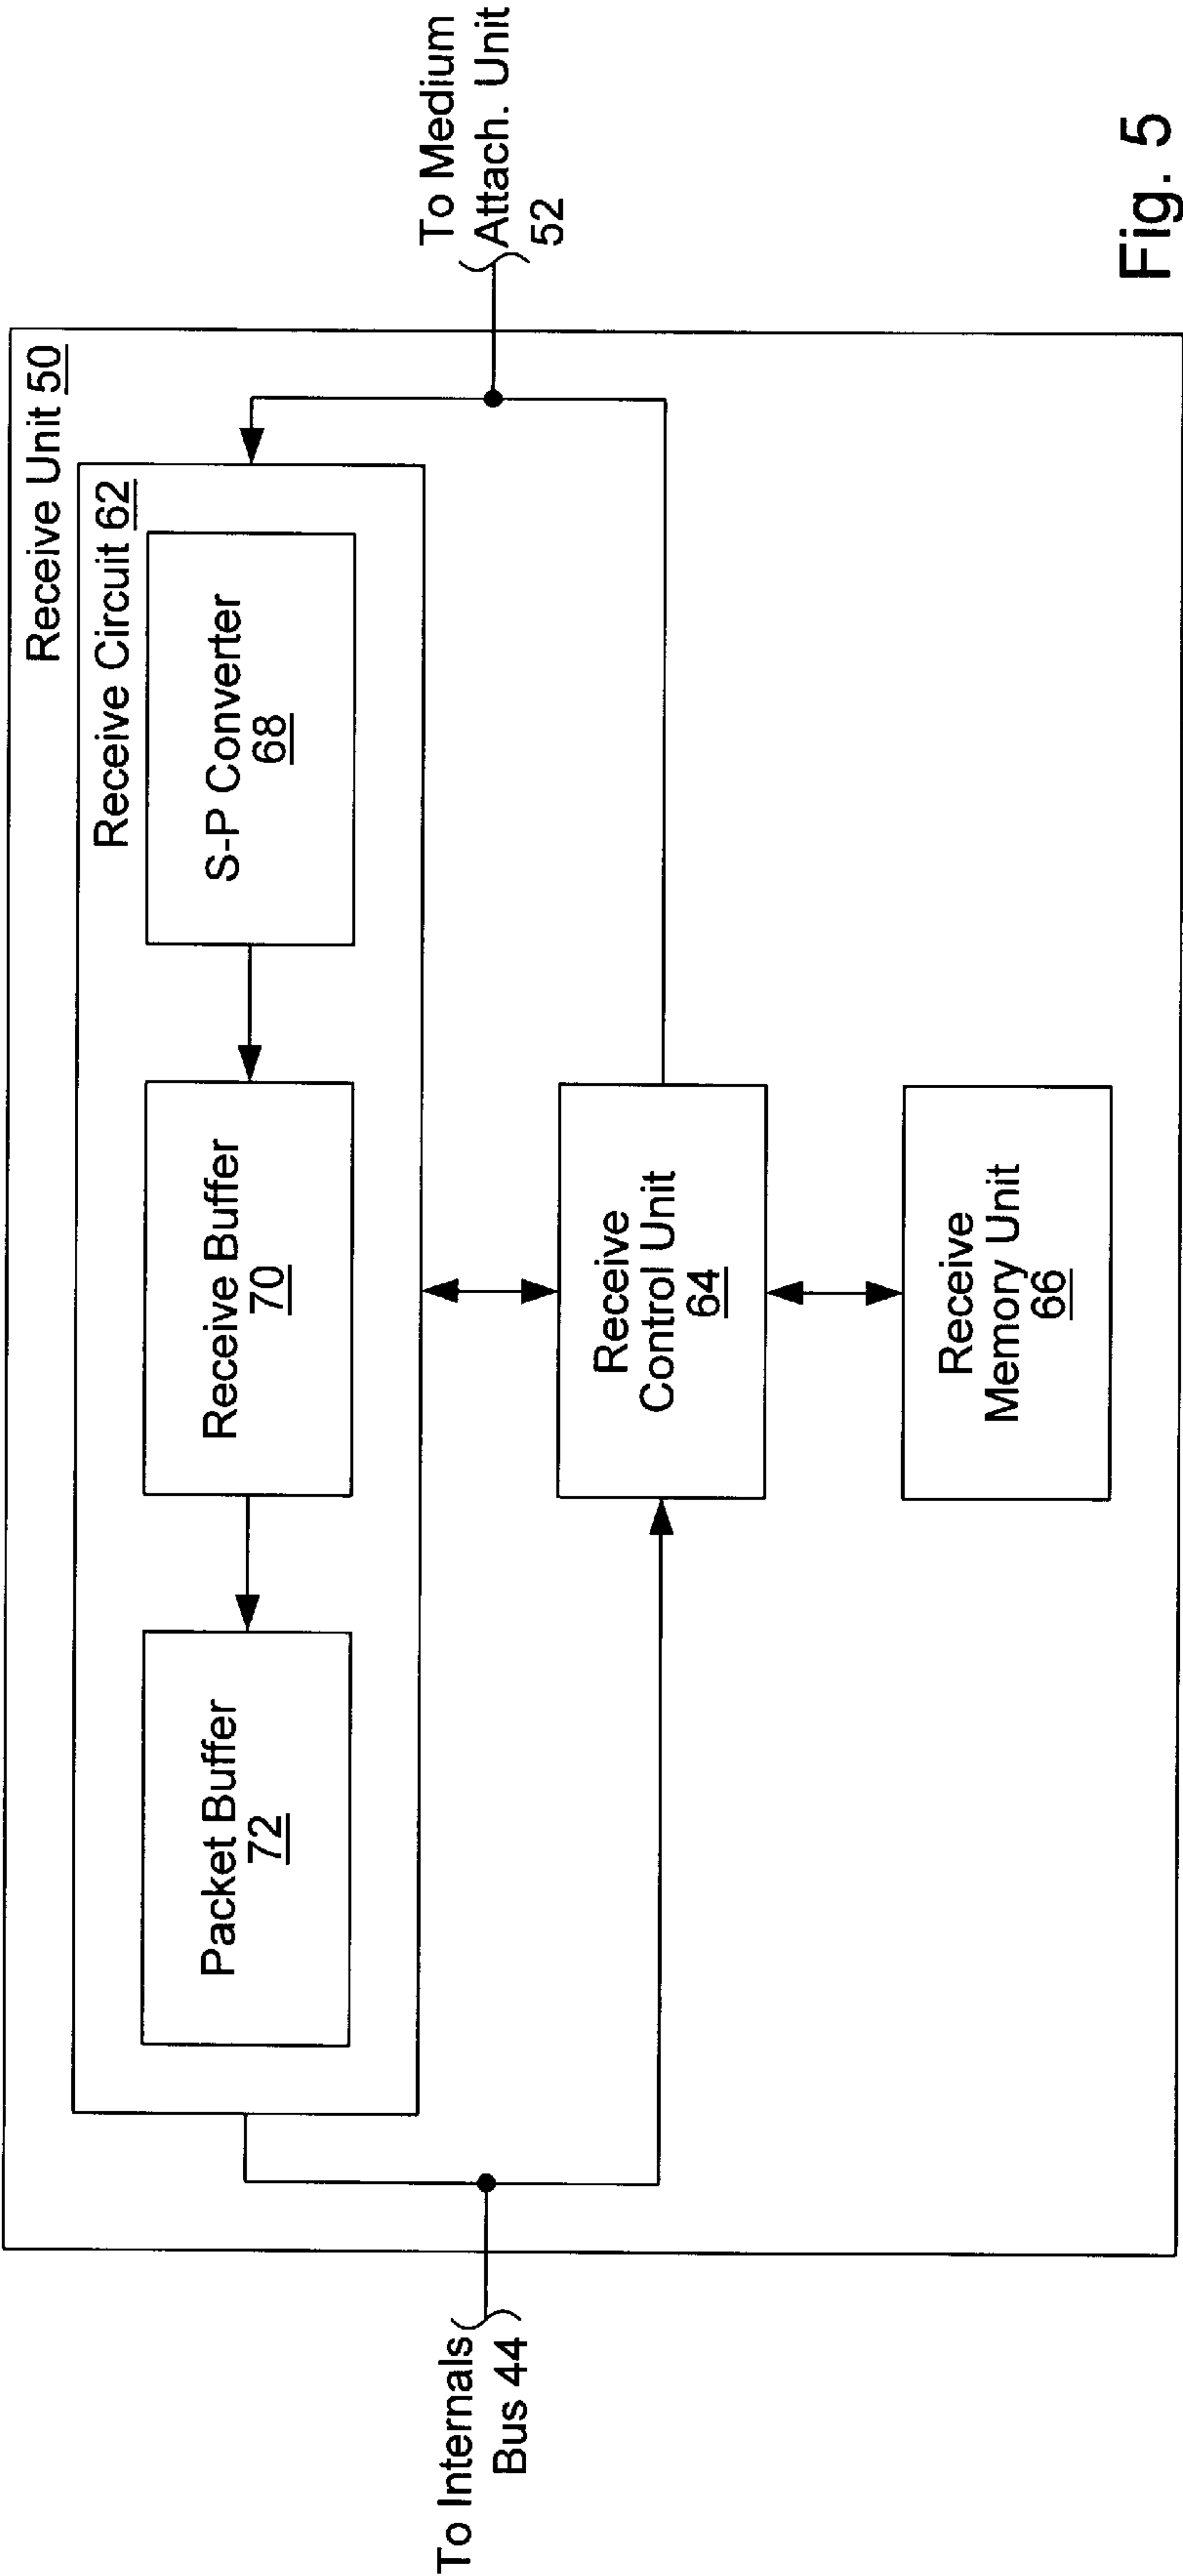 Receive Unit 50
Receive Circuit 62
Packet Buffer
72
Receive Buffer
70
S-P Converter
68
To Internals
Bus 44
To Medium
Attach. Unit
52
Receive
Control Unit
64
Receive
Memory Unit
66
Fig. 5